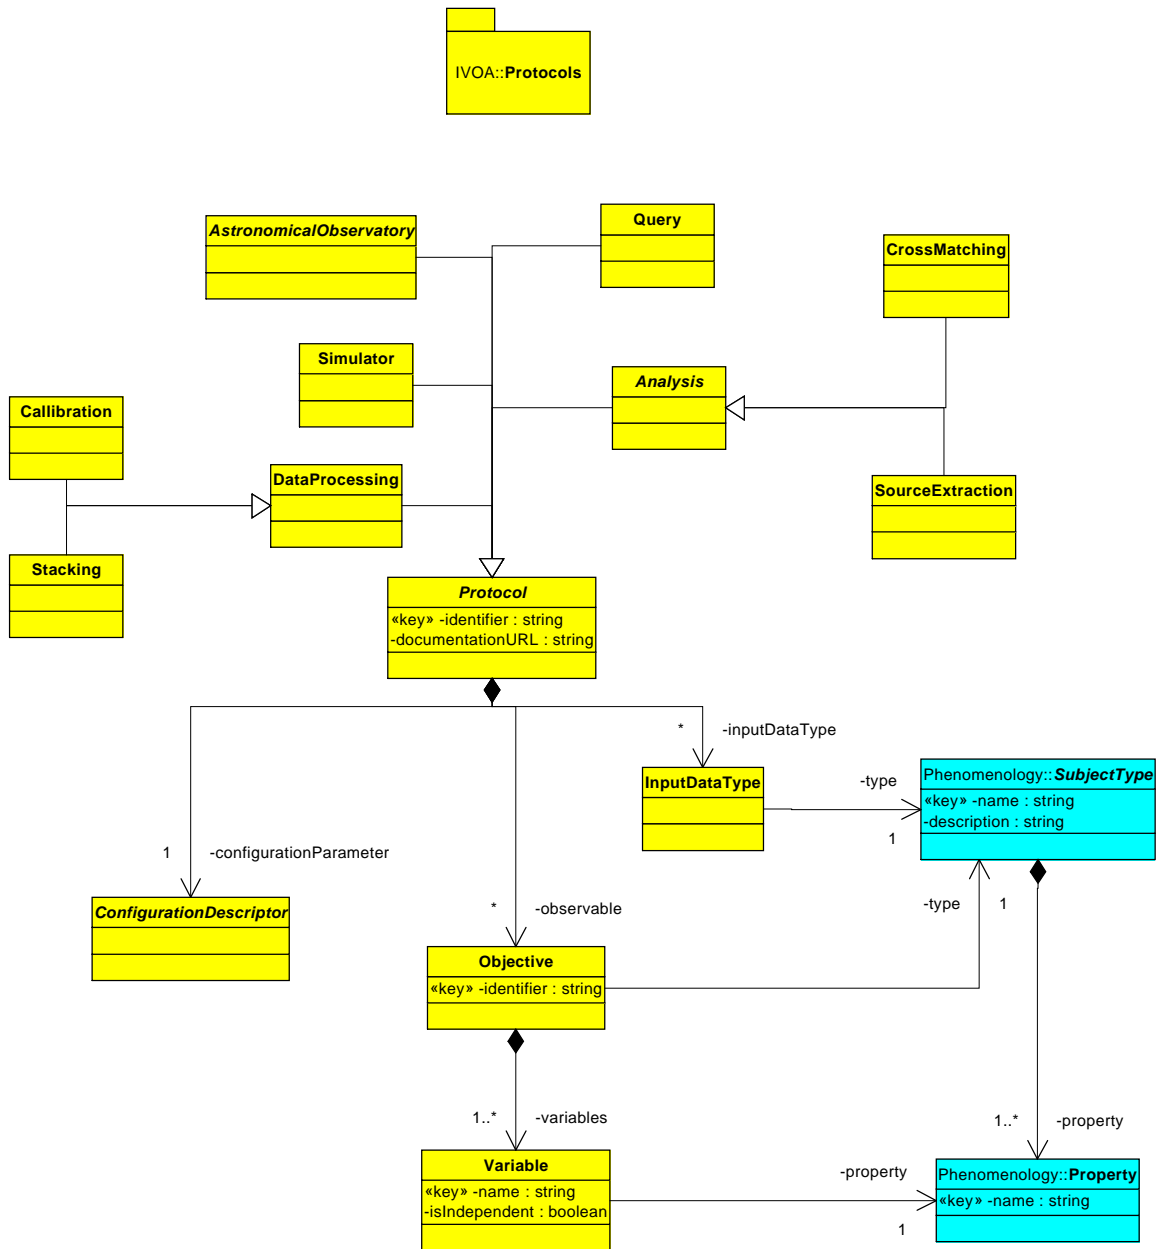 IVOA::Protocols
AstronomicalObservatory
Query
CrossMatching
Simulator
Analysis
Callibration
DataProcessing
SourceExtraction
Stacking
Protocol
«key» -identifier : string
-documentationURL : string
* -inputDataType
InputDataType
-type
1
Phenomenology::SubjectType
«key» -name : string
-description : string
1 -configurationParameter
ConfigurationDescriptor
* -observable
-type 1
Objective
«key» -identifier : string
1..* -variables
1..* -property
Variable
«key» -name : string
-isIndependent : boolean
-property
1
Phenomenology::Property
«key» -name : string